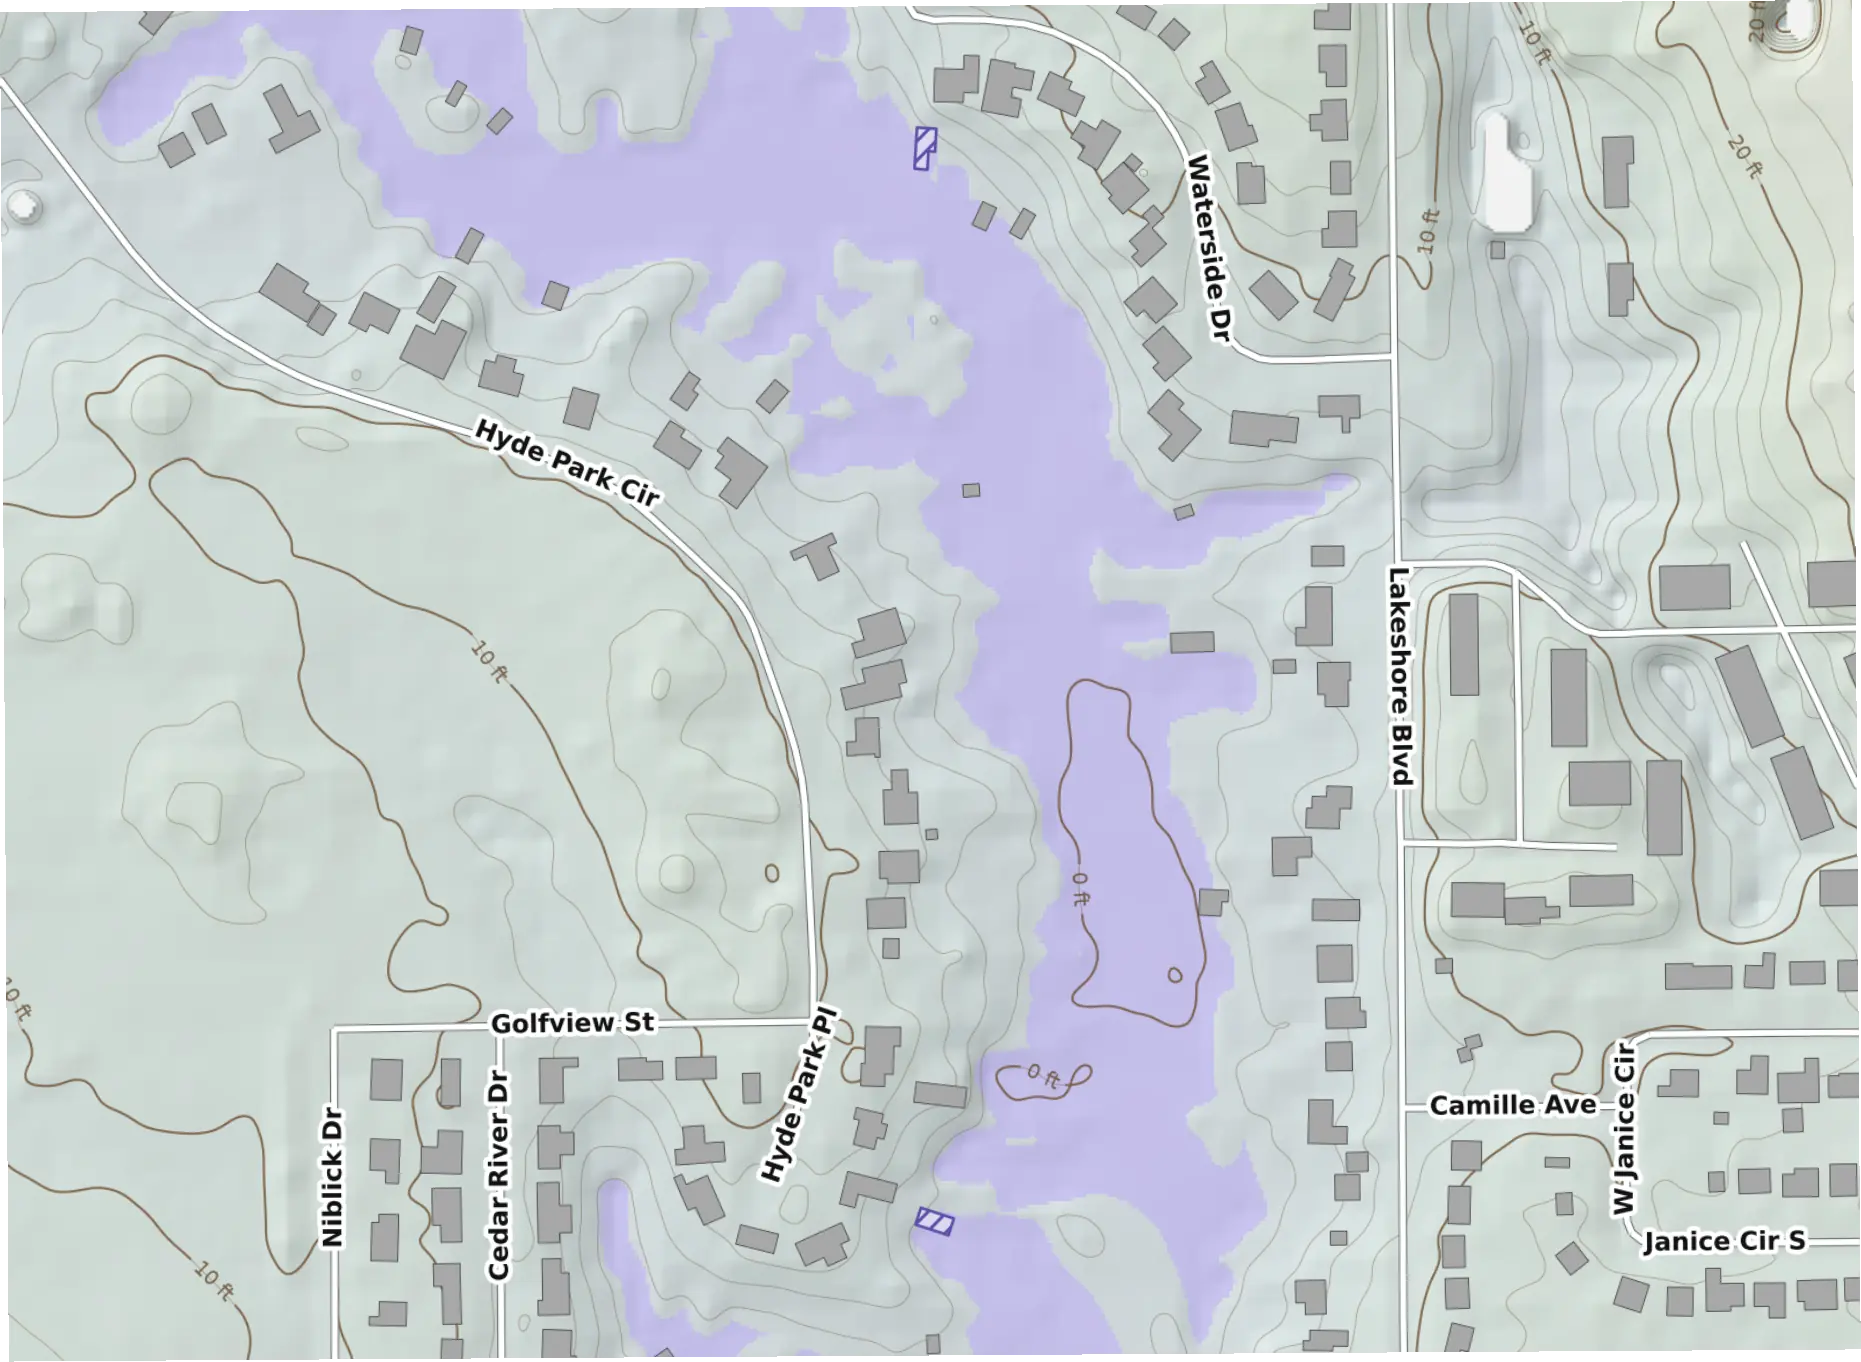 20 ft
10 ft
20 ft
10 ft
Waterside Dr
Hyde Park Cir
10 ft
Lakeshore Blvd
0 ft
10 ft
Golfview St
Hyde Park Pl
0 ft
Niblick Dr
Cedar River Dr
Camille Ave
W Janice Cir
Janice Cir S
10 ft